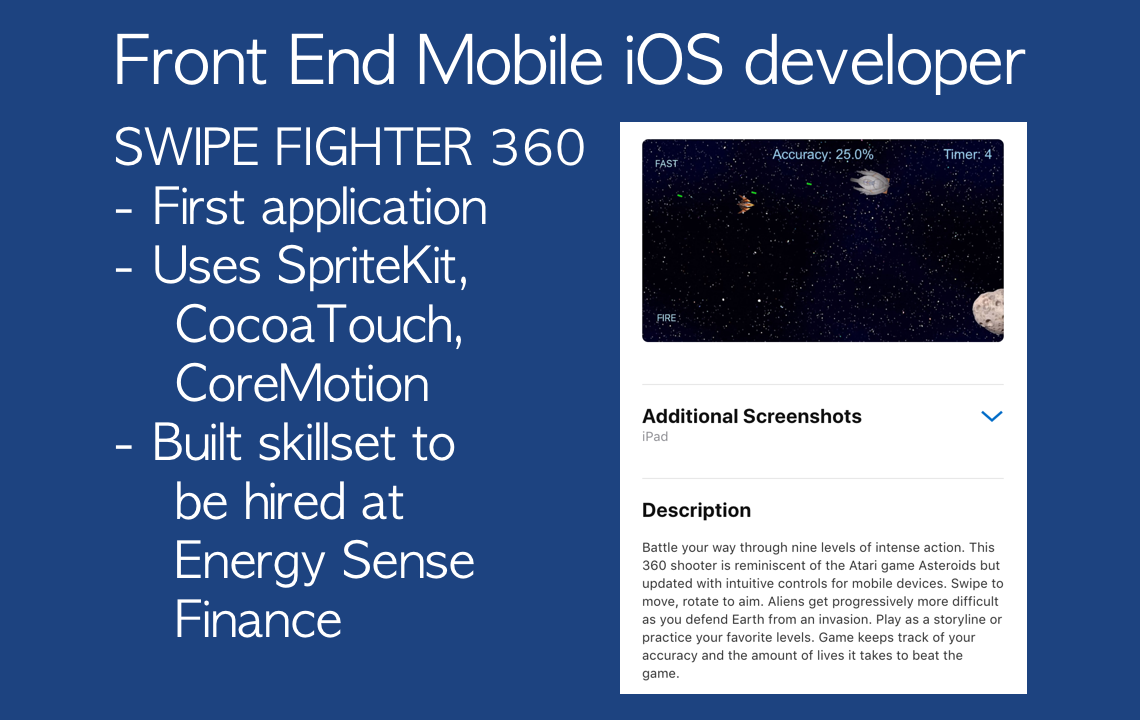 Front End Mobile iOS developer
SWIPE FIGHTER 360
- First application
- Uses SpriteKit,
CocoaTouch,
CoreMotion
- Built skillset to
be hired at
Energy Sense
Finance
FAST
Accuracy: 25.0%
Timer: 4
FIRE
Additional Screenshots
iPad
Description
Battle your way through nine levels of intense action. This
360 shooter is reminiscent of the Atari game Asteroids but
updated with intuitive controls for mobile devices. Swipe to
move, rotate to aim. Aliens get progressively more difficult
as you defend Earth from an invasion. Play as a storyline or
practice your favorite levels. Game keeps track of your
accuracy and the amount of lives it takes to beat the
game.